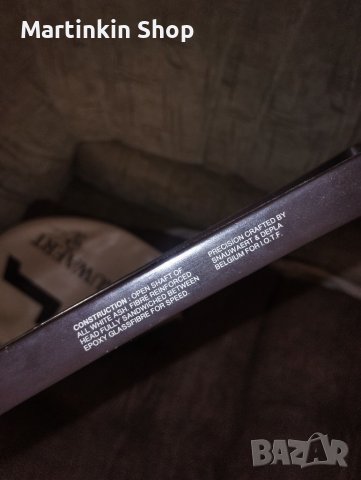 Martinkin Shop
CONSTRUCTION: OPEN SHAFT OF
ALL WHITE ASH FIBRE REINFORCED
HEAD FULLY SANDWICHED BETWEEN
EPOXY GLASSFIBRE FOR SPEED.
PRECISION CRAFTED BY
SNAUWAERT & DEPLA
BELGIUM FOR I.O.T.F.
BAZAR